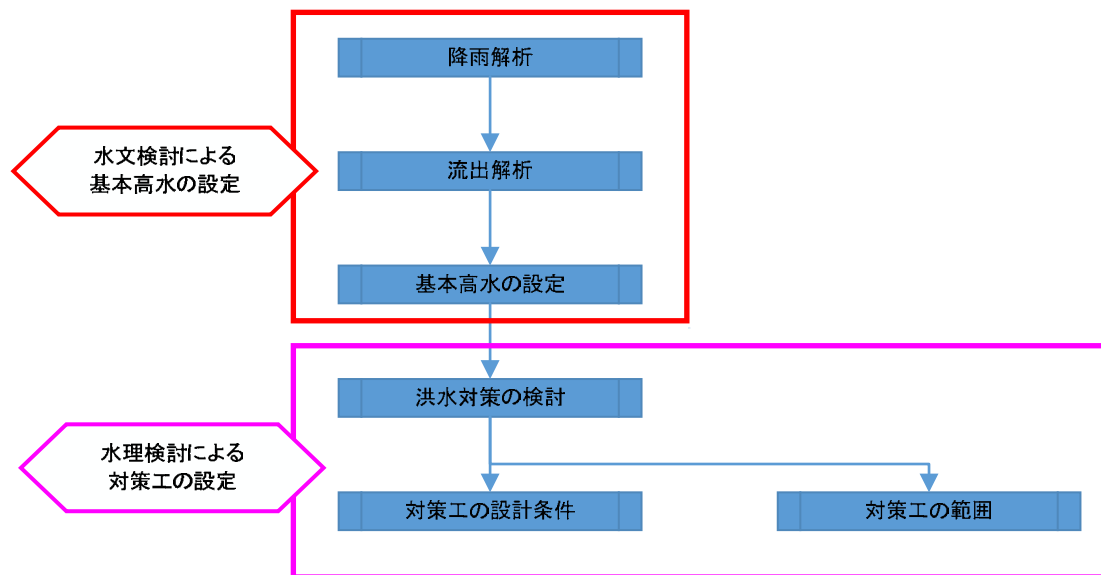 降雨解析
水文検討による
基本高水の設定
流出解析
基本高水の設定
洪水対策の検討
水理検討による
対策工の設定
対策工の設計条件
対策工の範囲